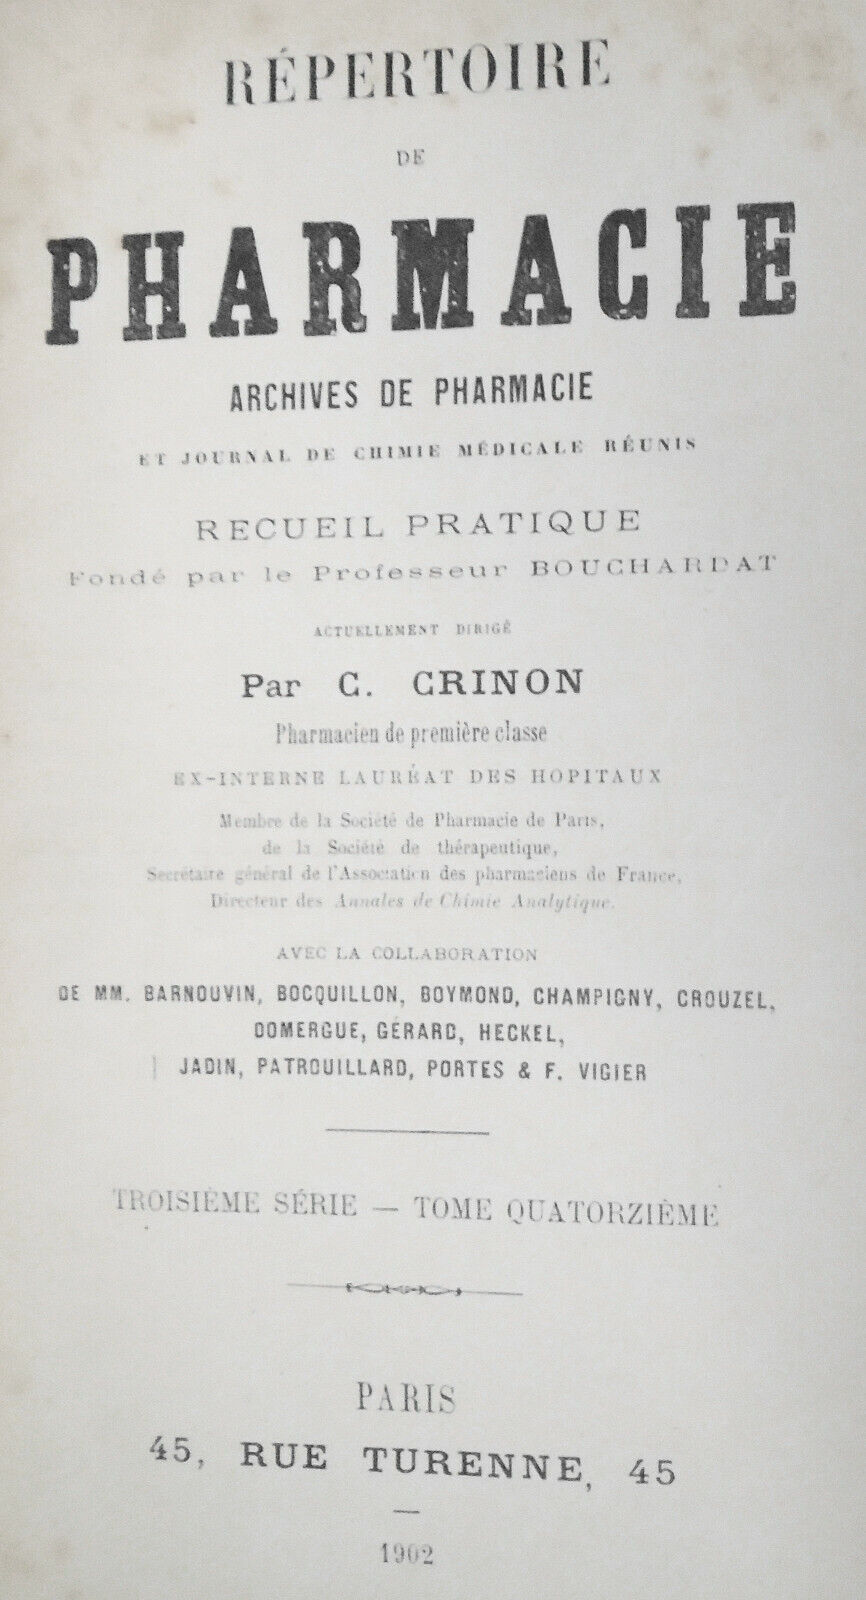 RÉPERTOIRE
DE
PHARMACIE
ARCHIVES DE PHARMACIE
ET JOURNAL DE CHIMIE MÉDICALE RÉUNIS
RECUEIL PRATIQUE
Fondé par le Professeur BOUCHARDAT
ACTUELLEMENT DIRIGÉ
Par C. CRINON
Pharmacien de première classe
EX-INTERNE LAURÉAT DES HOPITAUX
Membre de la Société de Pharmacie de Paris,
de la Société de thérapeutique,
Secrétaire général de l'Association des pharmaciens de France,
Directeur des Annales de Chimie Analytique.
AVEC LA COLLABORATION
DE MM. BARNOUVIN, BOCQUILLON, BOYMOND, CHAMPIGNY, CROUZEL,
DOMERGUE, GÉRARD, HECKEL,
JADIN, PATROUILLARD, PORTES & F. VIGIER
TROISIÈME SÉRIE — TOME QUATORZIÈME
PARIS
45, RUE TURENNE, 45
1902